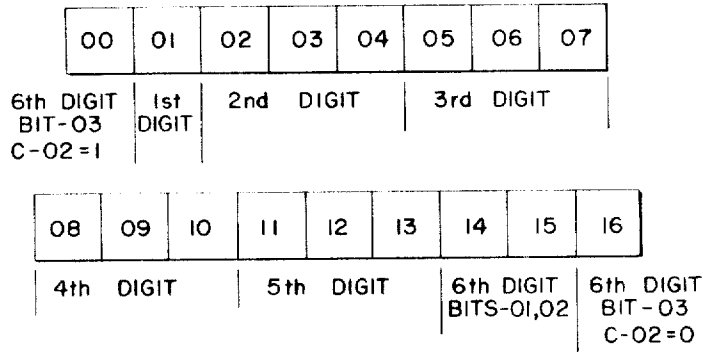 00 01 02 03 04 05 06 07
6th DIGIT 1st 2nd DIGIT 3rd DIGIT
BIT-03 DIGIT
C-02=1
08 09 10 11 12 13 14 15 16
4th DIGIT 5th DIGIT 6th DIGIT 6th DIGIT
BITS-01,02 BIT-03
C-02=0